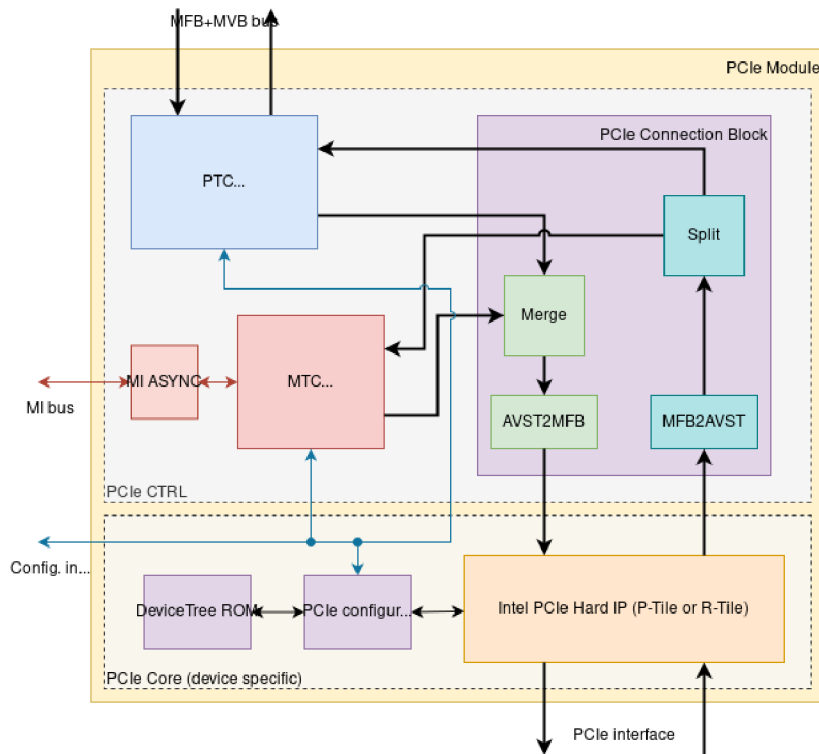 MFB+MVB bus
PCIe Module
PCIe Connection Block
PTC...
Split
Merge
MI ASYNC
MTC...
MI bus
AVST2MFB
MFB2AVST
PCIe CTRL
Config. in...
DeviceTree ROM
PCIe configur...
Intel PCIe Hard IP (P-Tile or R-Tile)
PCIe Core (device specific)
PCIe interface